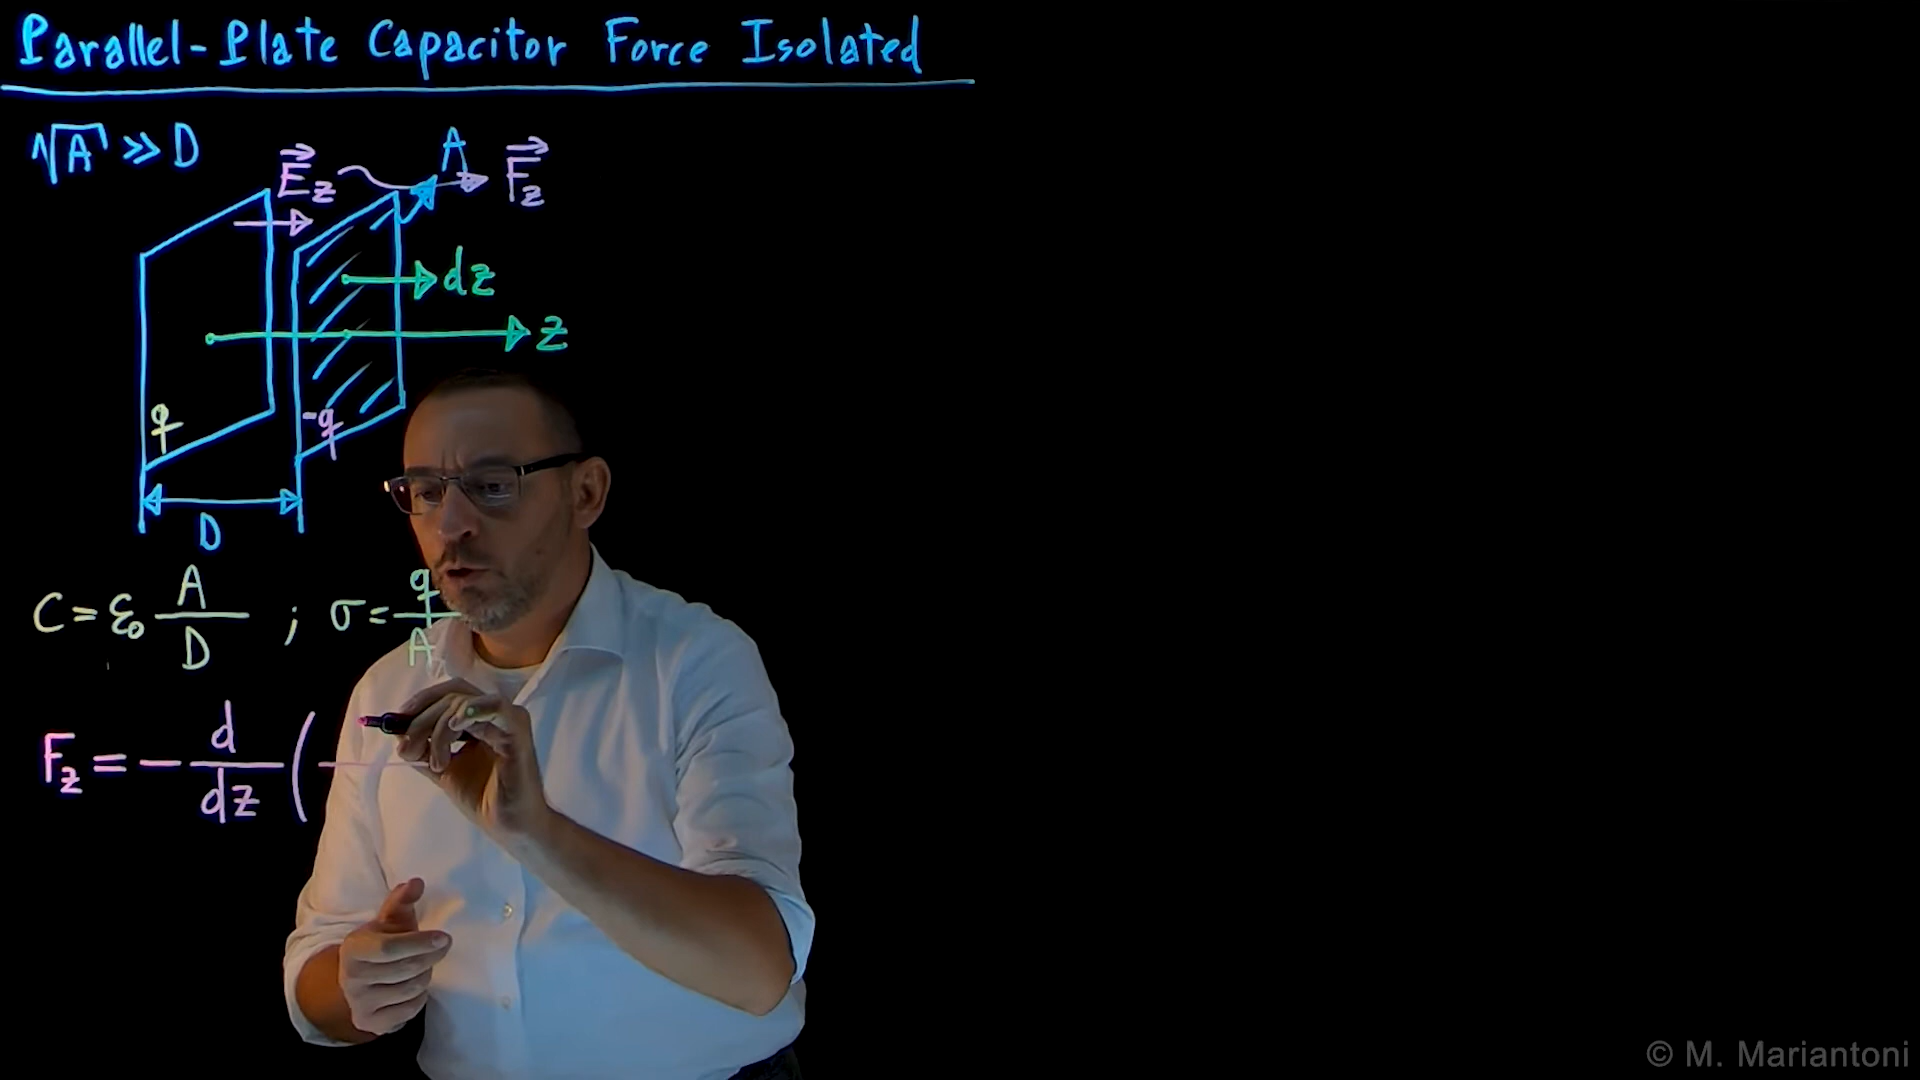 Parallel-Plate Capacitor Force Isolated
√A ≫ D
E⃗z
A
F⃗z
dz
z
q
-q
D
C = ε₀ A/D ; σ = q/A
Fz = - d/dz (
© M. Mariantoni